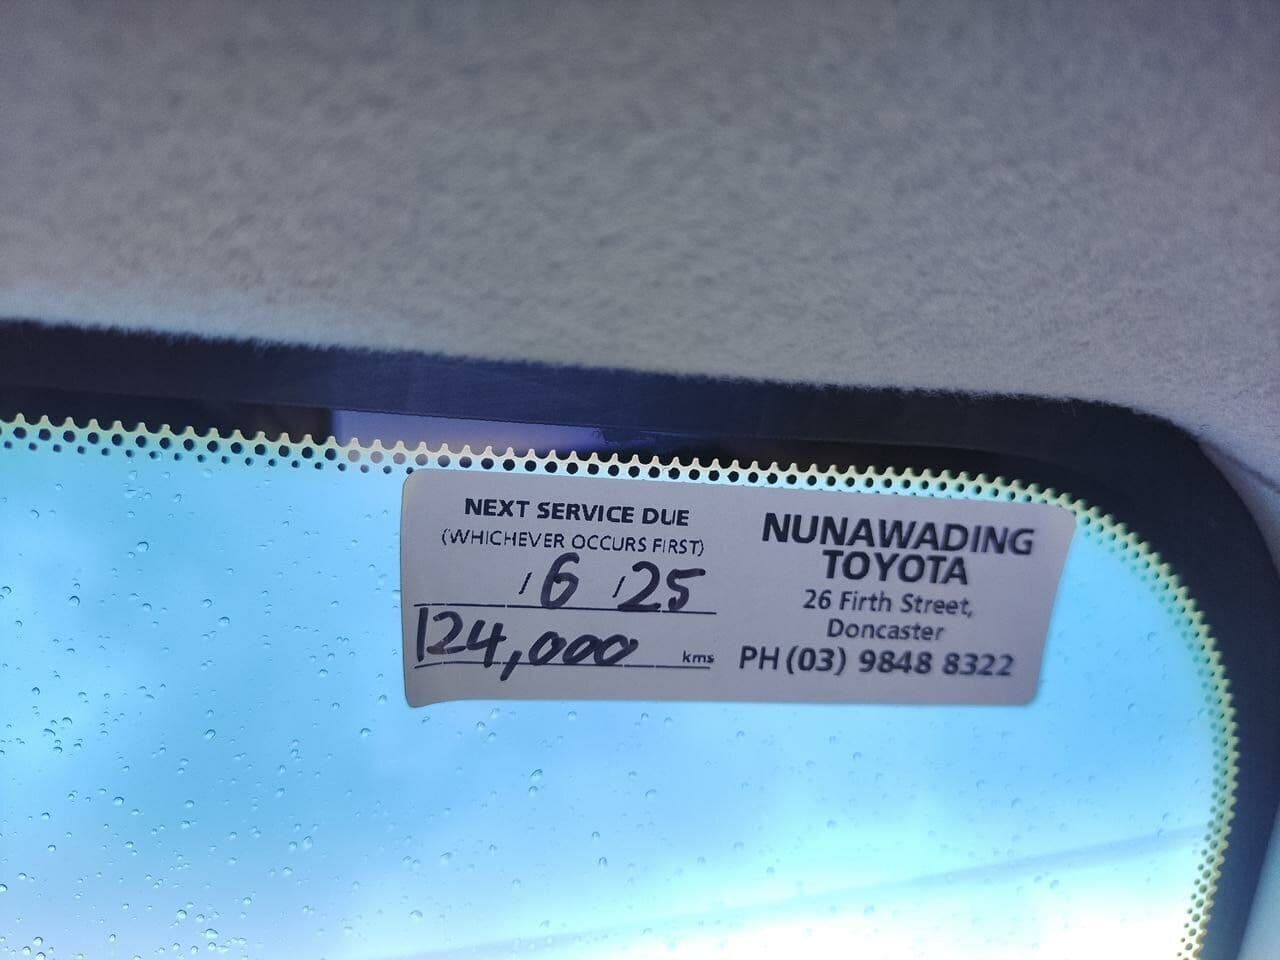 NEXT SERVICE DUE
(WHICHEVER OCCURS FIRST)
/6 /25
124,000 kms
NUNAWADING
TOYOTA
26 Firth Street,
Doncaster
PH (03) 9848 8322